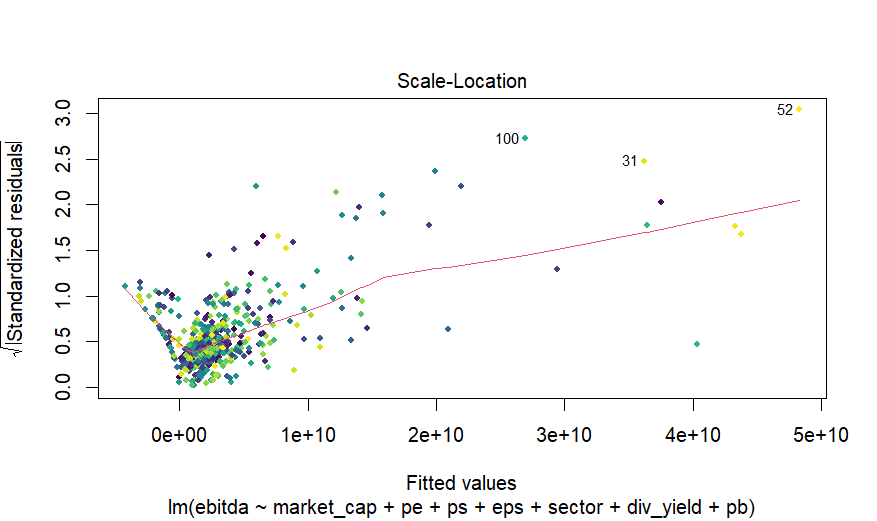 Scale-Location
√|Standardized residuals|
3.0
2.5
2.0
1.5
1.0
0.5
0.0
52
100
31
0e+00 1e+10 2e+10 3e+10 4e+10 5e+10
Fitted values
lm(ebitda ~ market_cap + pe + ps + eps + sector + div_yield + pb)